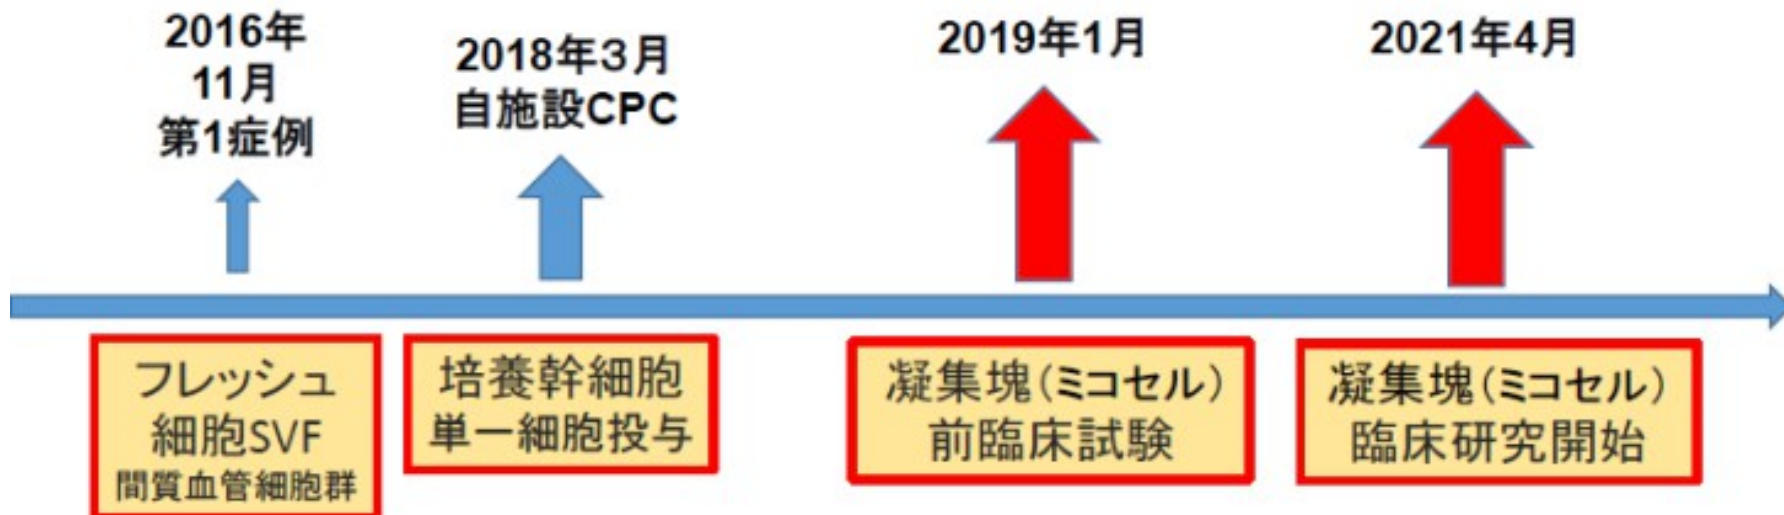 2016年
11月
第1症例
2018年３月
自施設CPC
2019年1月
2021年4月
フレッシュ
細胞SVF
間質血管細胞群
培養幹細胞
単一細胞投与
凝集塊（ミコセル）
前臨床試験
凝集塊（ミコセル）
臨床研究開始